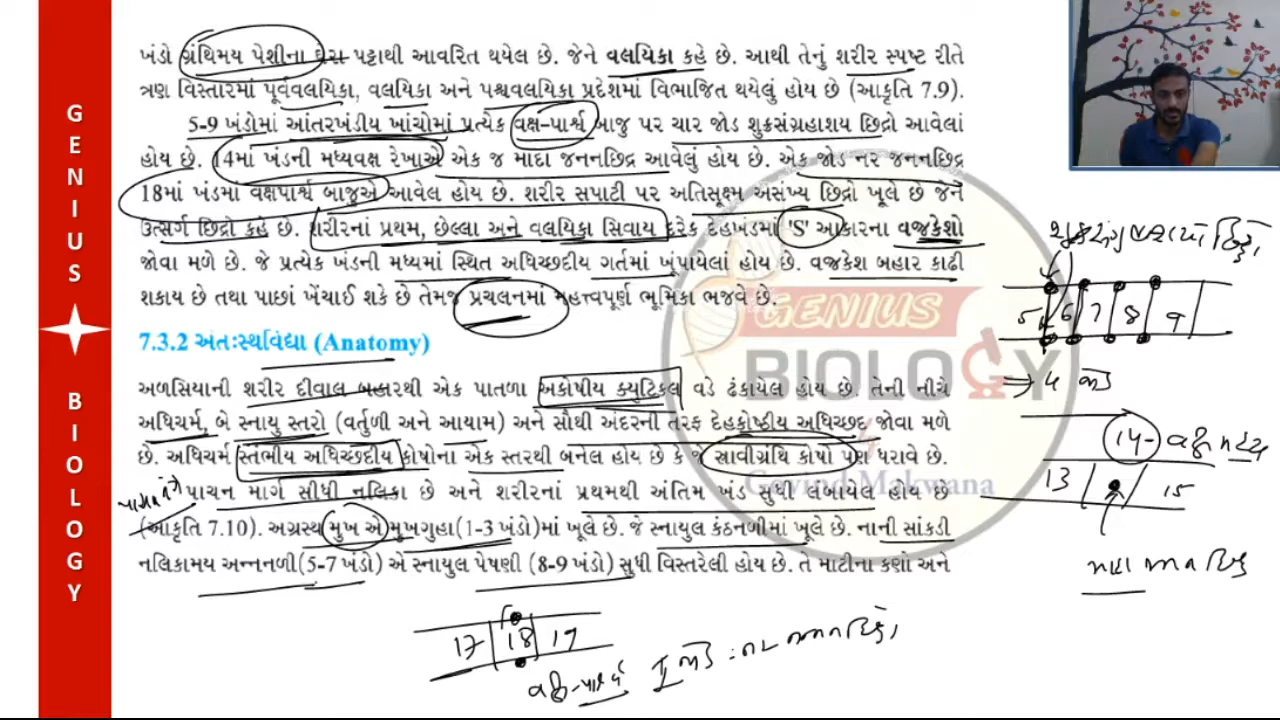 GENIUS BIOLOGY
ખંડો ગ્રંથિમય પેશીના ઘેરા પટ્ટાથી આવરિત થયેલ છે. જેને વલયિકા કહે છે. આથી તેનું શરીર સ્પષ્ટ રીતે
ત્રણ વિસ્તારમાં પૂર્વવલયિકા, વલયિકા અને પશ્ચવલયિકા પ્રદેશમાં વિભાજિત થયેલું હોય છે (આકૃતિ 7.9).
5-9 ખંડોમાં આંતરખંડીય ખાંચોમાં પ્રત્યેક વક્ષ-પાર્શ્વ બાજુ પર ચાર જોડ શુક્રસંગ્રહાશય છિદ્રો આવેલાં
હોય છે. 14માં ખંડની મધ્યવક્ષ રેખાએ એક જ માદા જનનછિદ્ર આવેલું હોય છે. એક જોડ નર જનનછિદ્ર
18માં ખંડમાં વક્ષપાર્શ્વ બાજુએ આવેલ હોય છે. શરીર સપાટી પર અતિસૂક્ષ્મ અસંખ્ય છિદ્રો ખૂલે છે જેને
ઉત્સર્ગ છિદ્રો કહે છે. શરીરનાં પ્રથમ, છેલ્લા અને વલયિકા સિવાય દરેક દેહખંડમાં 'S' આકારના વજ્રકેશો
જોવા મળે છે. જે પ્રત્યેક ખંડની મધ્યમાં સ્થિત અધિચ્છદીય ગર્તમાં ખંપાયેલાં હોય છે. વજ્રકેશ બહાર કાઢી
શકાય છે તથા પાછાં ખેંચાઈ શકે છે તેમજ પ્રચલનમાં મહત્ત્વપૂર્ણ ભૂમિકા ભજવે છે.
7.3.2 અંતઃસ્થવિદ્યા (Anatomy)
અળસિયાની શરીર દીવાલ બહારથી એક પાતળા અકોષીય ક્યુટિકલ વડે ઢંકાયેલ હોય છે. તેની નીચે
અધિચર્મ, બે સ્નાયુ સ્તરો (વર્તુળી અને આયામ) અને સૌથી અંદરની તરફ દેહકોષ્ઠીય અધિચ્છદ જોવા મળે
છે. અધિચર્મ સ્તંભીય અધિચ્છદીય કોષોના એક સ્તરથી બનેલ હોય છે કે જે સ્રાવીગ્રંથિ કોષો પણ ધરાવે છે.
પાચન માર્ગ સીધી નલિકા છે અને શરીરનાં પ્રથમથી અંતિમ ખંડ સુધી લંબાયેલ હોય છે
(આકૃતિ 7.10). અગ્રસ્થ મુખ એ મુખગુહા(1-3 ખંડો)માં ખૂલે છે. જે સ્નાયુલ કંઠનળીમાં ખૂલે છે. નાની સાંકડી
નલિકામય અન્નનળી(5-7 ખંડો) એ સ્નાયુલ પેષણી (8-9 ખંડો) સુધી વિસ્તરેલી હોય છે. તે માટીના કણો અને
GENIUS
BIOLOGY
By
Govind Makwana
5 6 7 8 9
14
13 15
17 18 19